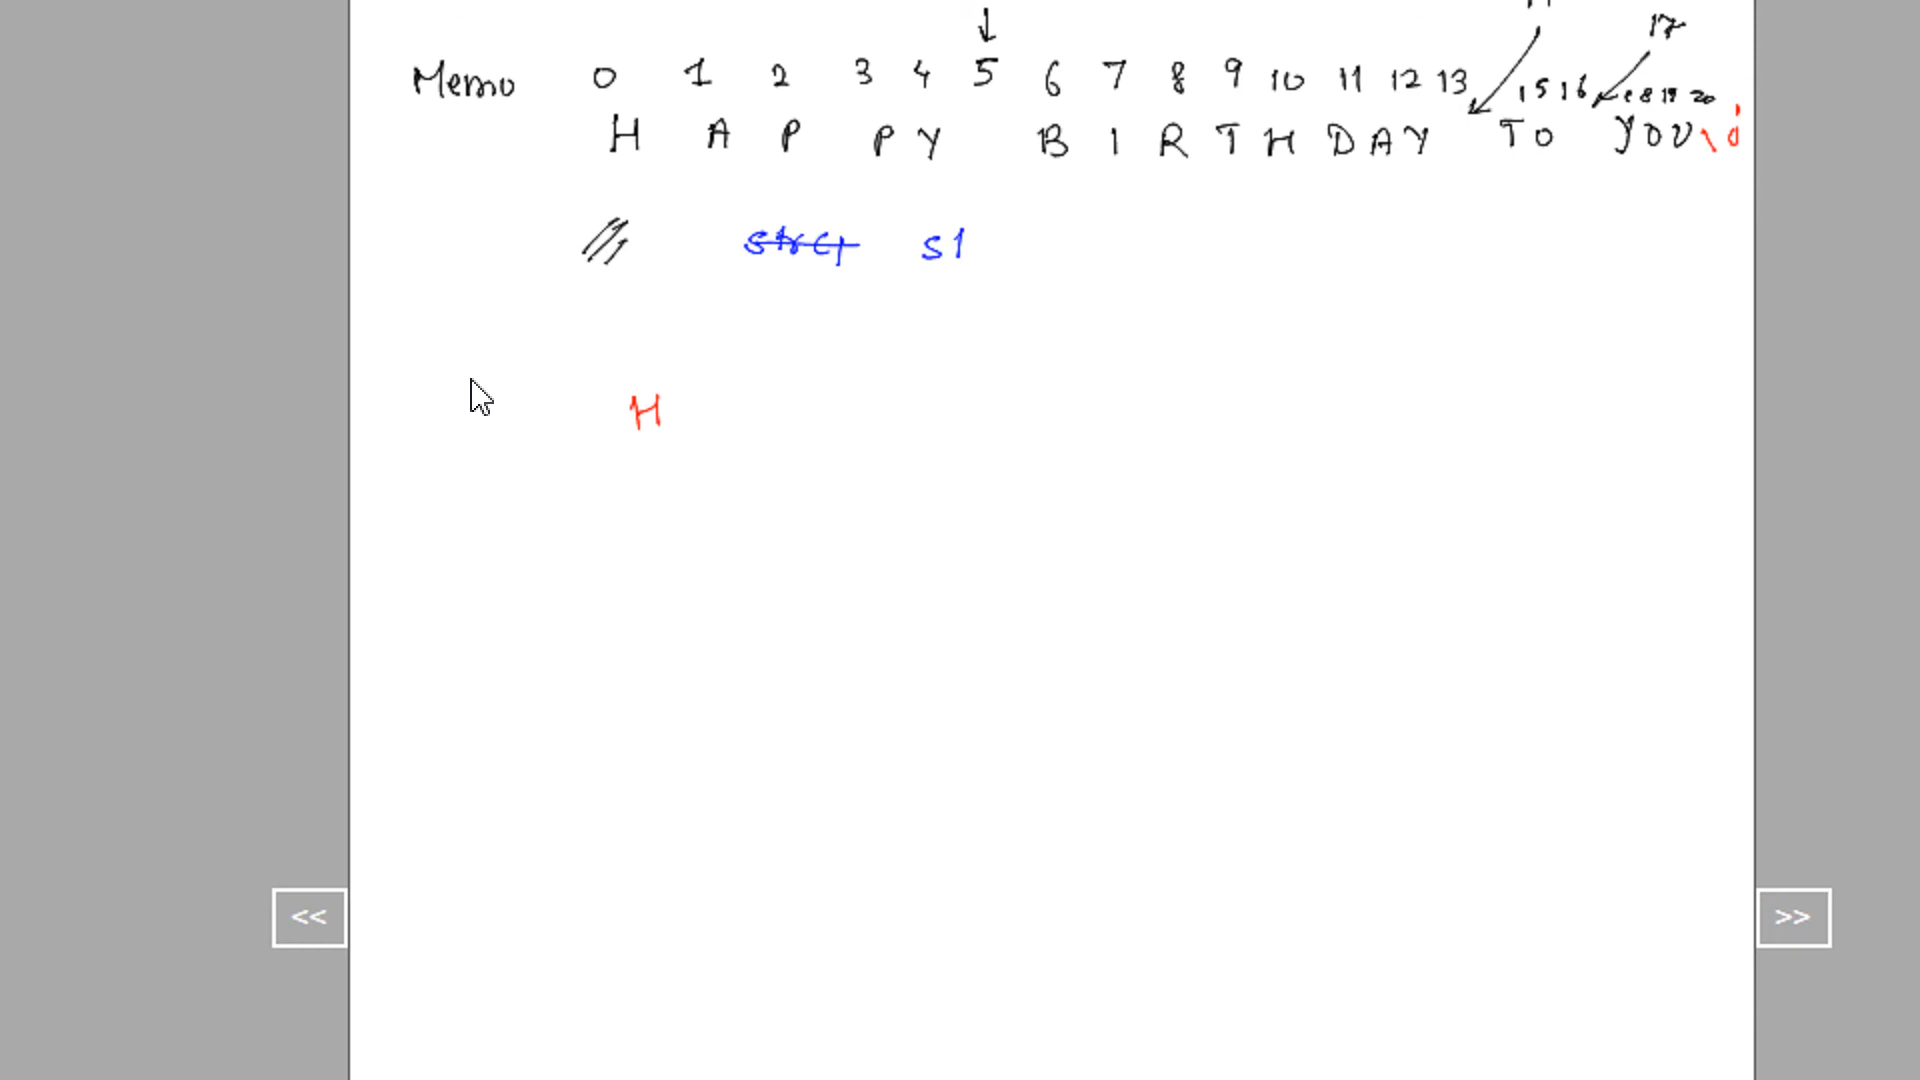 17
Memo 0 1 2 3 4 5 6 7 8 9 10 11 12 13 15 16 18 19 20
H A P P Y B I R T H D A Y T O Y O U \0
s1
H
<< >>